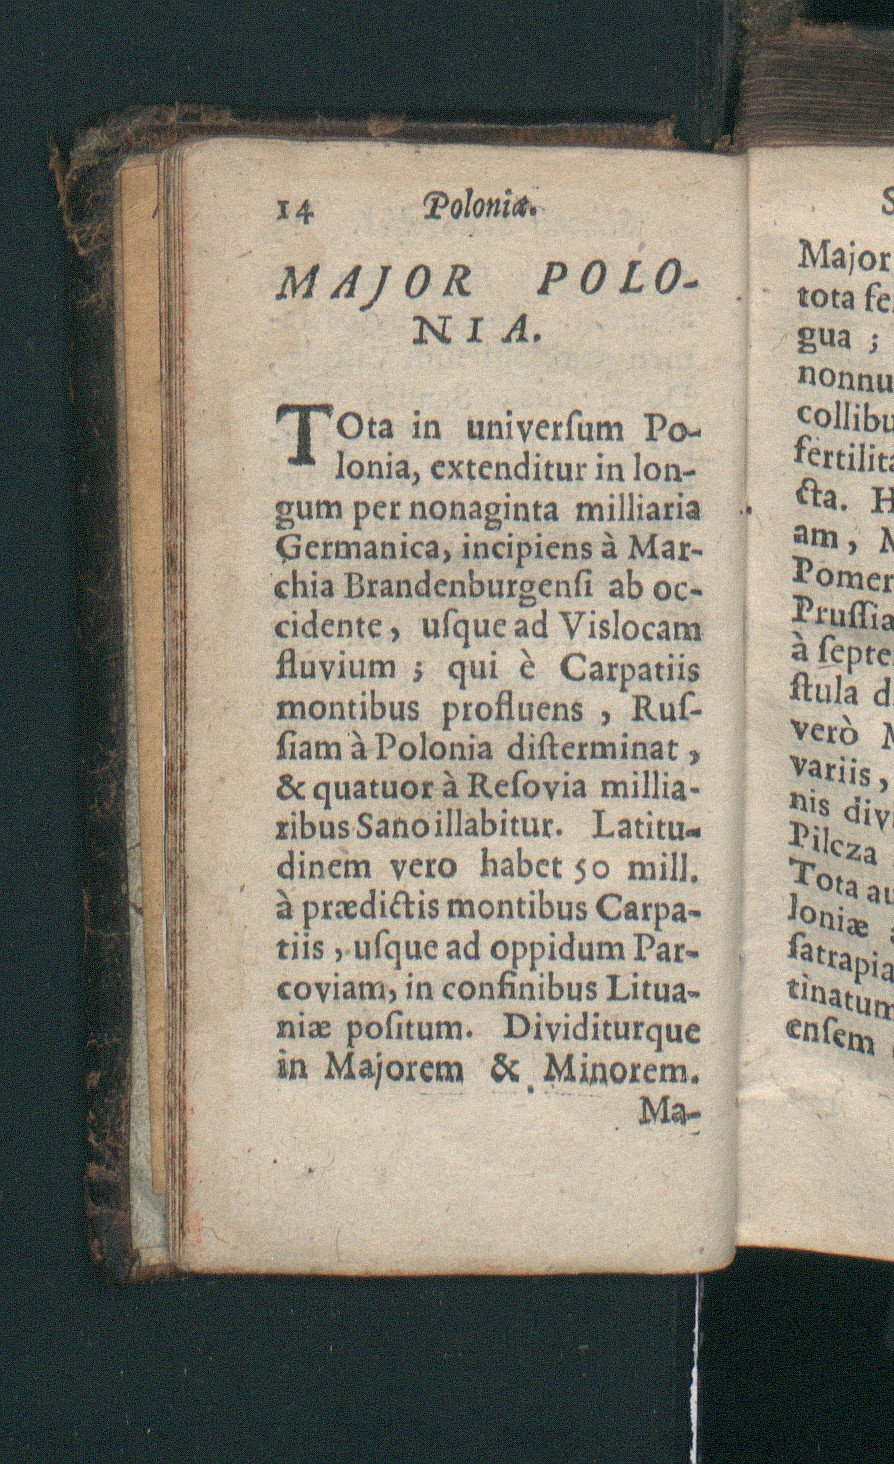 14 Poloniæ.
MAJOR POLO-
NIA.
TOta in univerſum Po-
lonia, extenditur in lon-
gum per nonaginta milliaria
Germanica, incipiens à Mar-
chia Brandenburgenſi ab oc-
cidente, uſque ad Vislocam
fluvium ; qui è Carpatiis
montibus profluens , Ruſ-
ſiam à Polonia diſterminat ,
& quatuor à Reſovia millia-
ribus Sano illabitur. Latitu-
dinem vero habet 50 mill.
à prædictis montibus Carpa-
tiis , uſque ad oppidum Par-
coviam, in confinibus Litua-
niæ poſitum. Dividiturque
in Majorem & Minorem.
Ma-
S
Major
tota fe
gua ;
nonnu
collibu
fertilita
cta. H
am, M
Pomer
Pruſſia
à ſepte
ſtula d
verò M
variis,
nis div
Pilcza
Tota au
loniæ
ſatrapia
tinatum
enſem